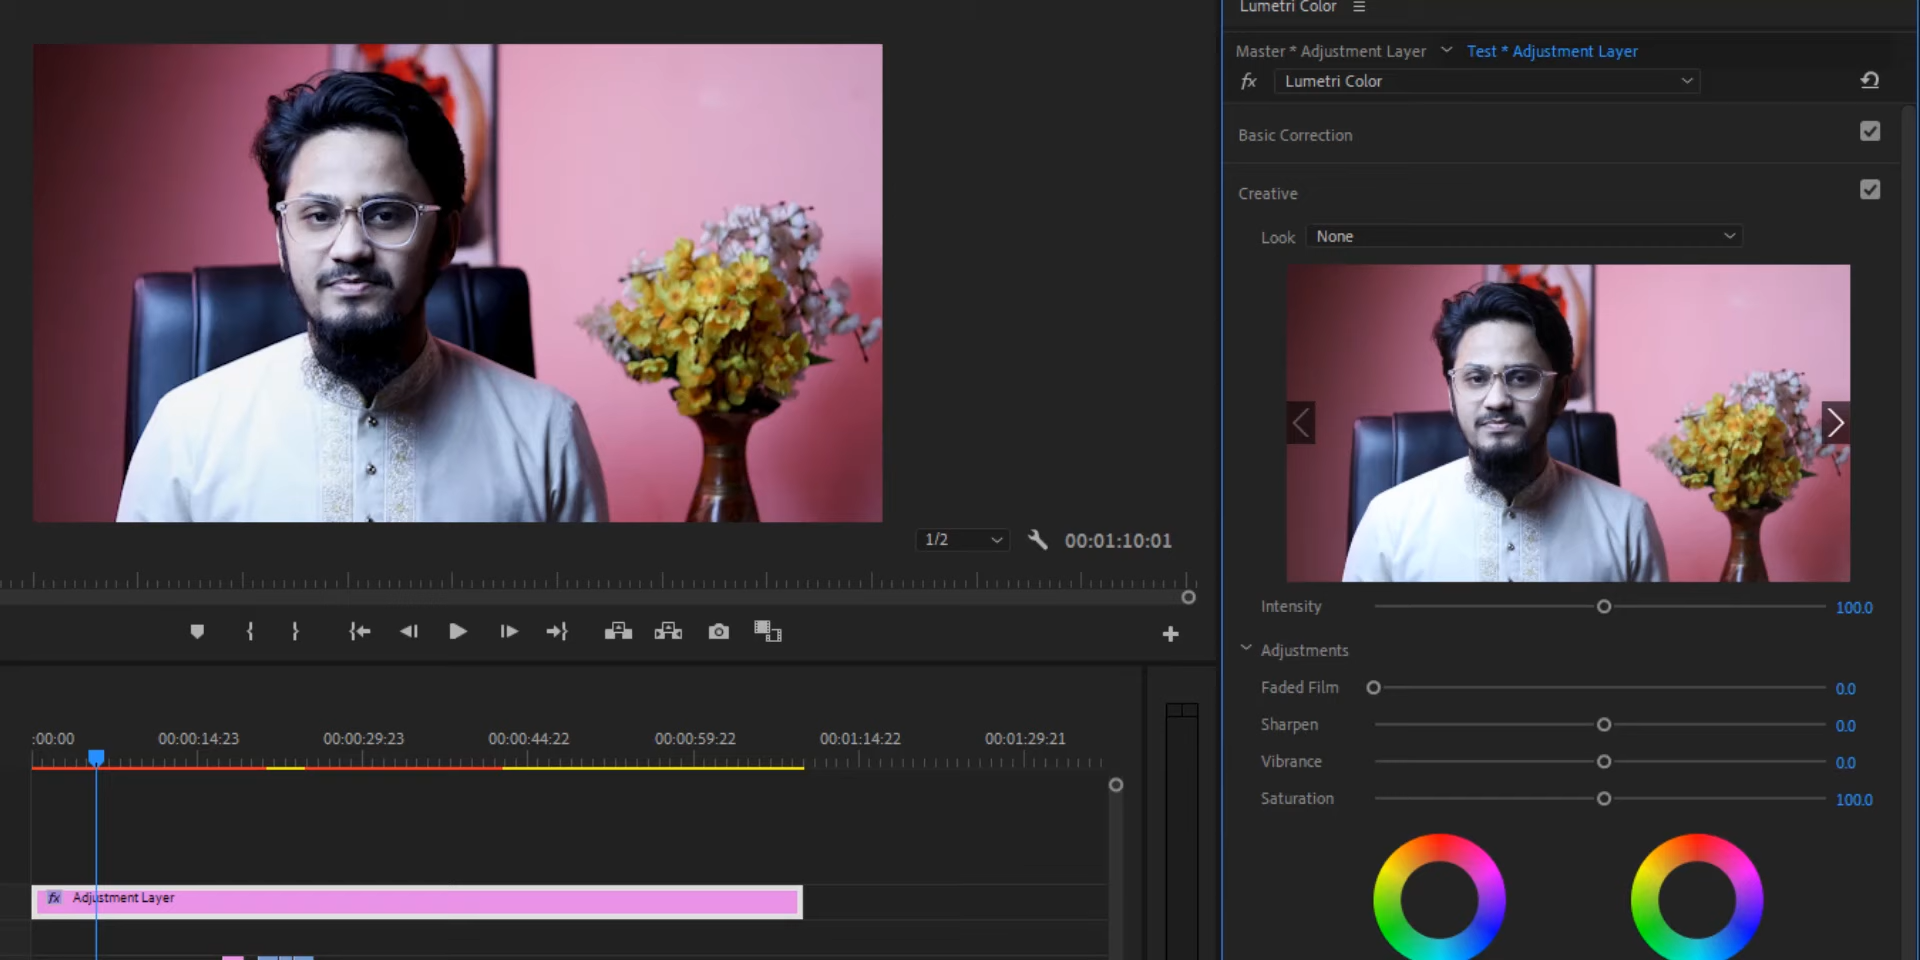 Lumetri Color
Master * Adjustment Layer
Test * Adjustment Layer
fx
Lumetri Color
Basic Correction
Creative
Look
None
1/2
00:01:10:01
Intensity
100.0
Adjustments
Faded Film
0.0
Sharpen
0.0
Vibrance
0.0
Saturation
100.0
:00:00
00:00:14:23
00:00:29:23
00:00:44:22
00:00:59:22
00:01:14:22
00:01:29:21
fx
Adjustment Layer